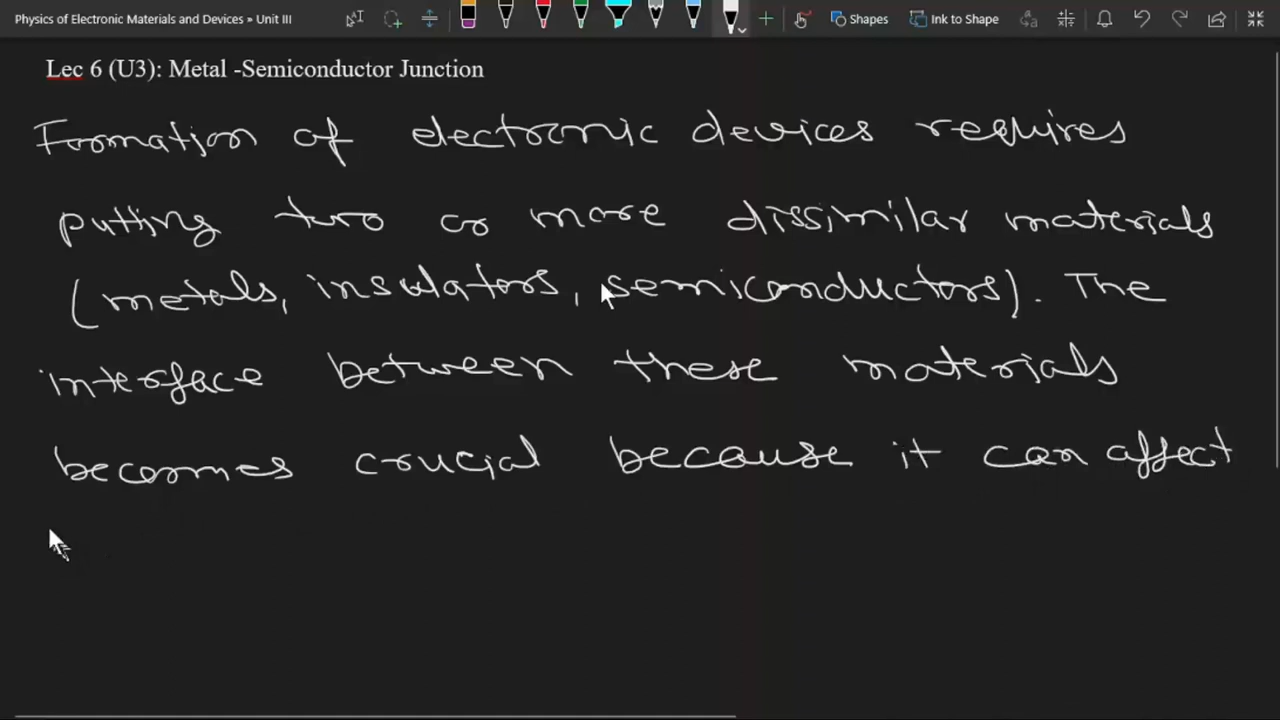 Physics of Electronic Materials and Devices » Unit III
Shapes
Ink to Shape
Lec 6 (U3): Metal -Semiconductor Junction
Formation of electronic devices requires
putting two or more dissimilar materials
(metals, insulators, semiconductors). The
interface between these materials
becomes crucial because it can affect